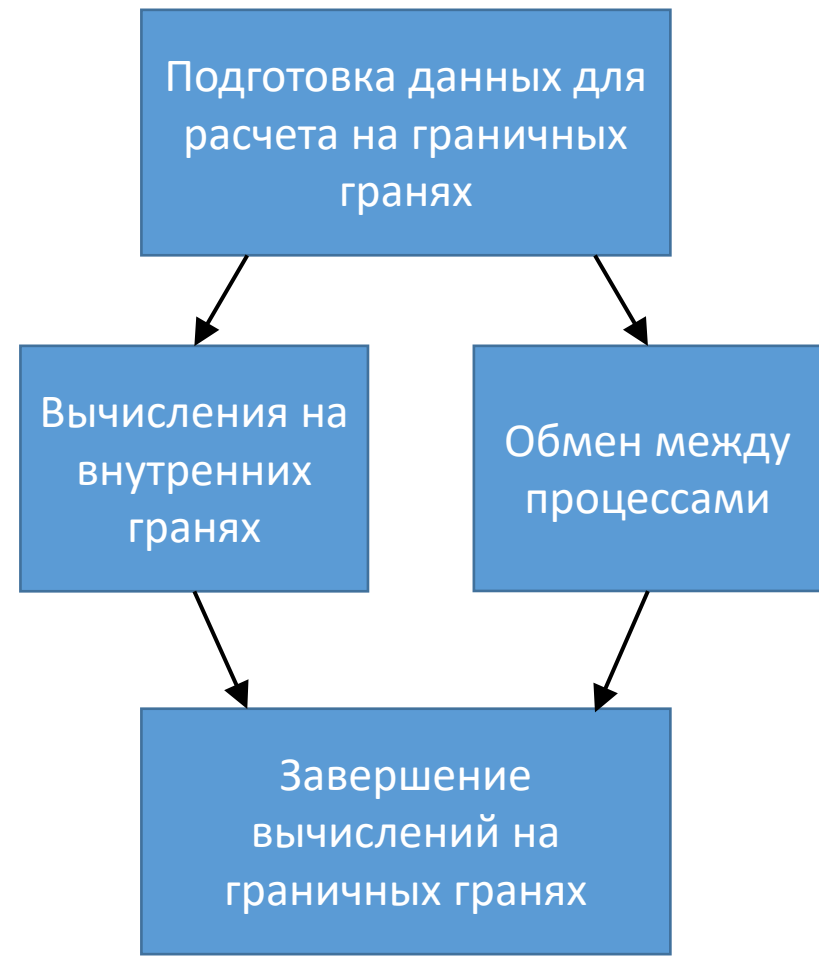 Подготовка данных для
расчета на граничных
гранях
Вычисления на
внутренних
гранях
Обмен между
процессами
Завершение
вычислений на
граничных гранях